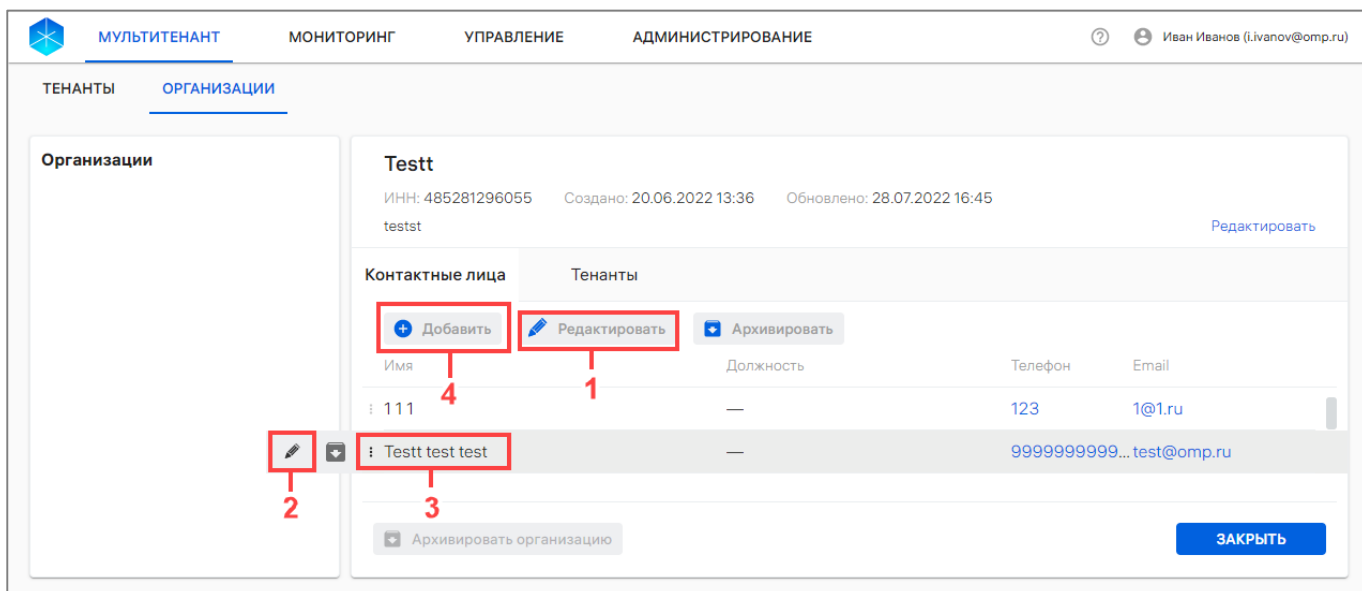 МУЛЬТИТЕНАНТ МОНИТОРИНГ УПРАВЛЕНИЕ АДМИНИСТРИРОВАНИЕ Иван Иванов (i.ivanov@omp.ru)
ТЕНАНТЫ ОРГАНИЗАЦИИ
Организации
Testt
ИНН: 485281296055 Создано: 20.06.2022 13:36 Обновлено: 28.07.2022 16:45
testst Редактировать
Контактные лица Тенанты
Добавить Редактировать Архивировать
Имя Должность Телефон Email
4 1
111 — 123 1@1.ru
Testt test test — 9999999999... test@omp.ru
2 3
Архивировать организацию ЗАКРЫТЬ